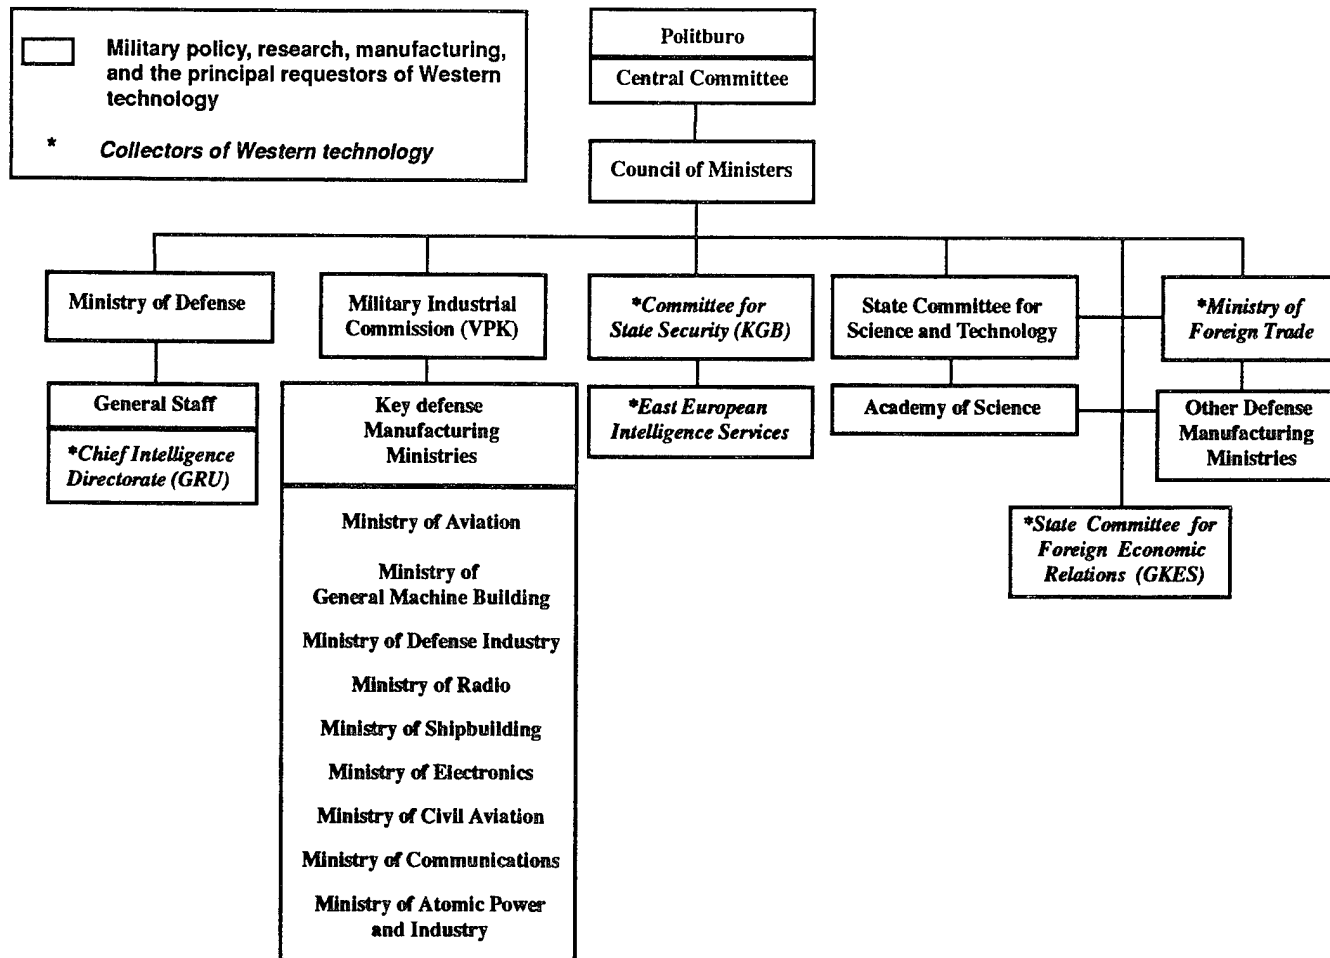 Military policy, research, manufacturing,
and the principal requestors of Western
technology
* Collectors of Western technology
Politburo
Central Committee
Council of Ministers
Ministry of Defense
Military Industrial
Commission (VPK)
*Committee for
State Security (KGB)
State Committee for
Science and Technology
*Ministry of
Foreign Trade
General Staff
*Chief Intelligence
Directorate (GRU)
Key defense
Manufacturing
Ministries
*East European
Intelligence Services
Academy of Science
Other Defense
Manufacturing
Ministries
*State Committee for
Foreign Economic
Relations (GKES)
Ministry of Aviation
Ministry of
General Machine Building
Ministry of Defense Industry
Ministry of Radio
Ministry of Shipbuilding
Ministry of Electronics
Ministry of Civil Aviation
Ministry of Communications
Ministry of Atomic Power
and Industry